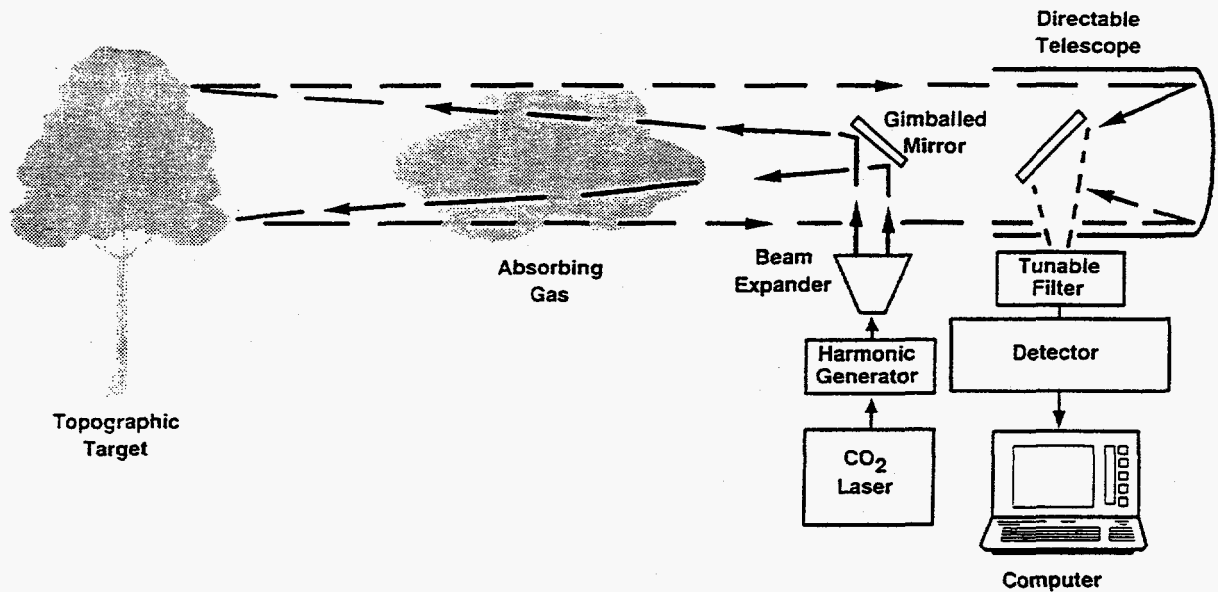 Directable
Telescope
Gimballed
Mirror
Absorbing
Gas
Beam
Expander
Tunable
Filter
Harmonic
Generator
Detector
Topographic
Target
CO2
Laser
Computer